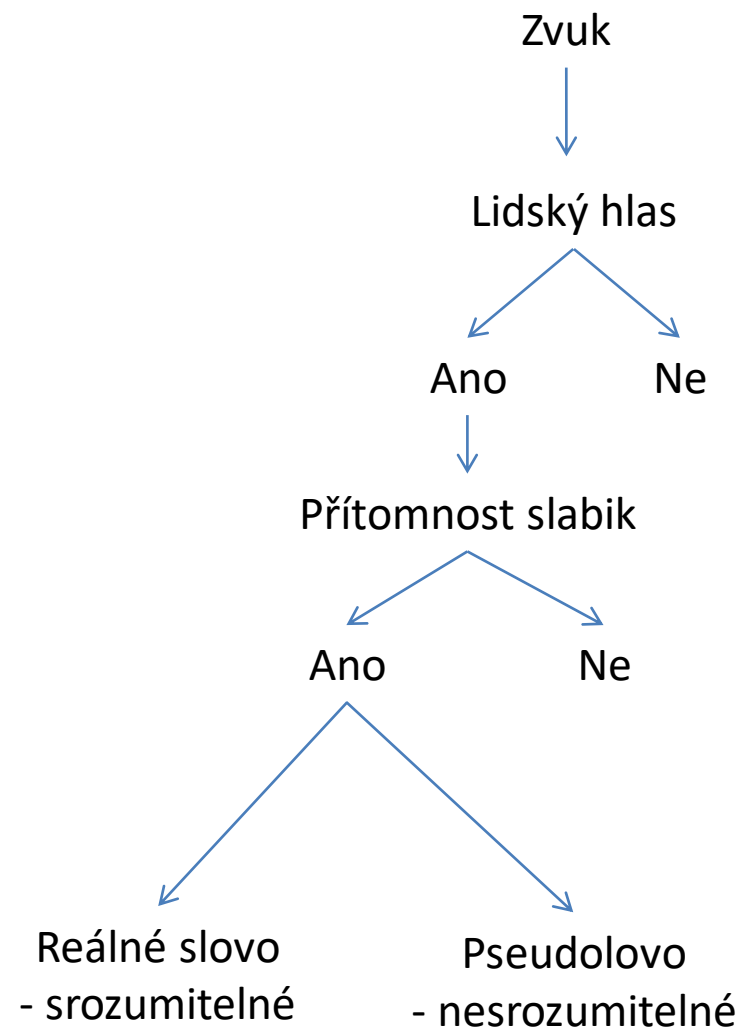 Zvuk
Lidský hlas
Ano
Ne
Přítomnost slabik
Ano
Ne
Reálné slovo
- srozumitelné
Pseudolovo
- nesrozumitelné